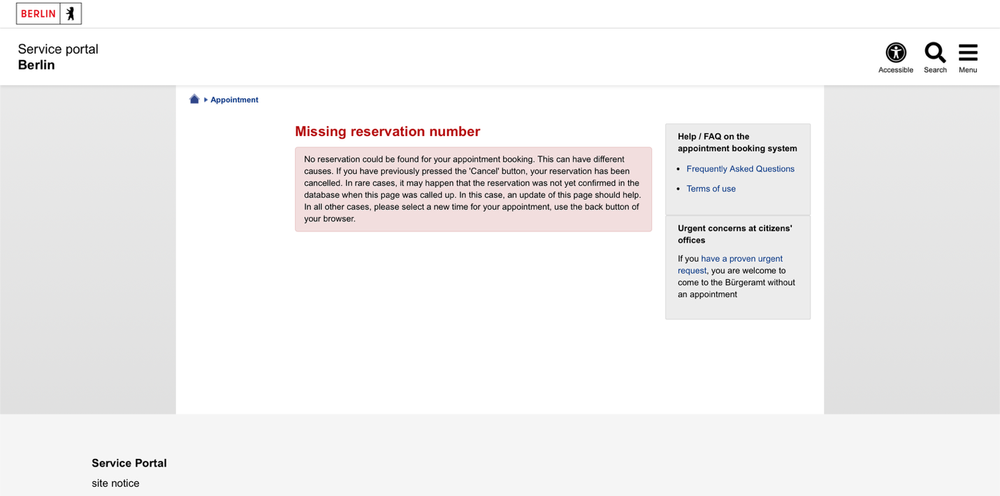 BERLIN
Service portal
Berlin
Accessible
Search
Menu
Appointment
Missing reservation number
No reservation could be found for your appointment booking. This can have different
causes. If you have previously pressed the 'Cancel' button, your reservation has been
cancelled. In rare cases, it may happen that the reservation was not yet confirmed in the
database when this page was called up. In this case, an update of this page should help.
In all other cases, please select a new time for your appointment, use the back button of
your browser.
Help / FAQ on the
appointment booking system
Frequently Asked Questions
Terms of use
Urgent concerns at citizens'
offices
If you have a proven urgent
request, you are welcome to
come to the Bürgeramt without
an appointment
Service Portal
site notice